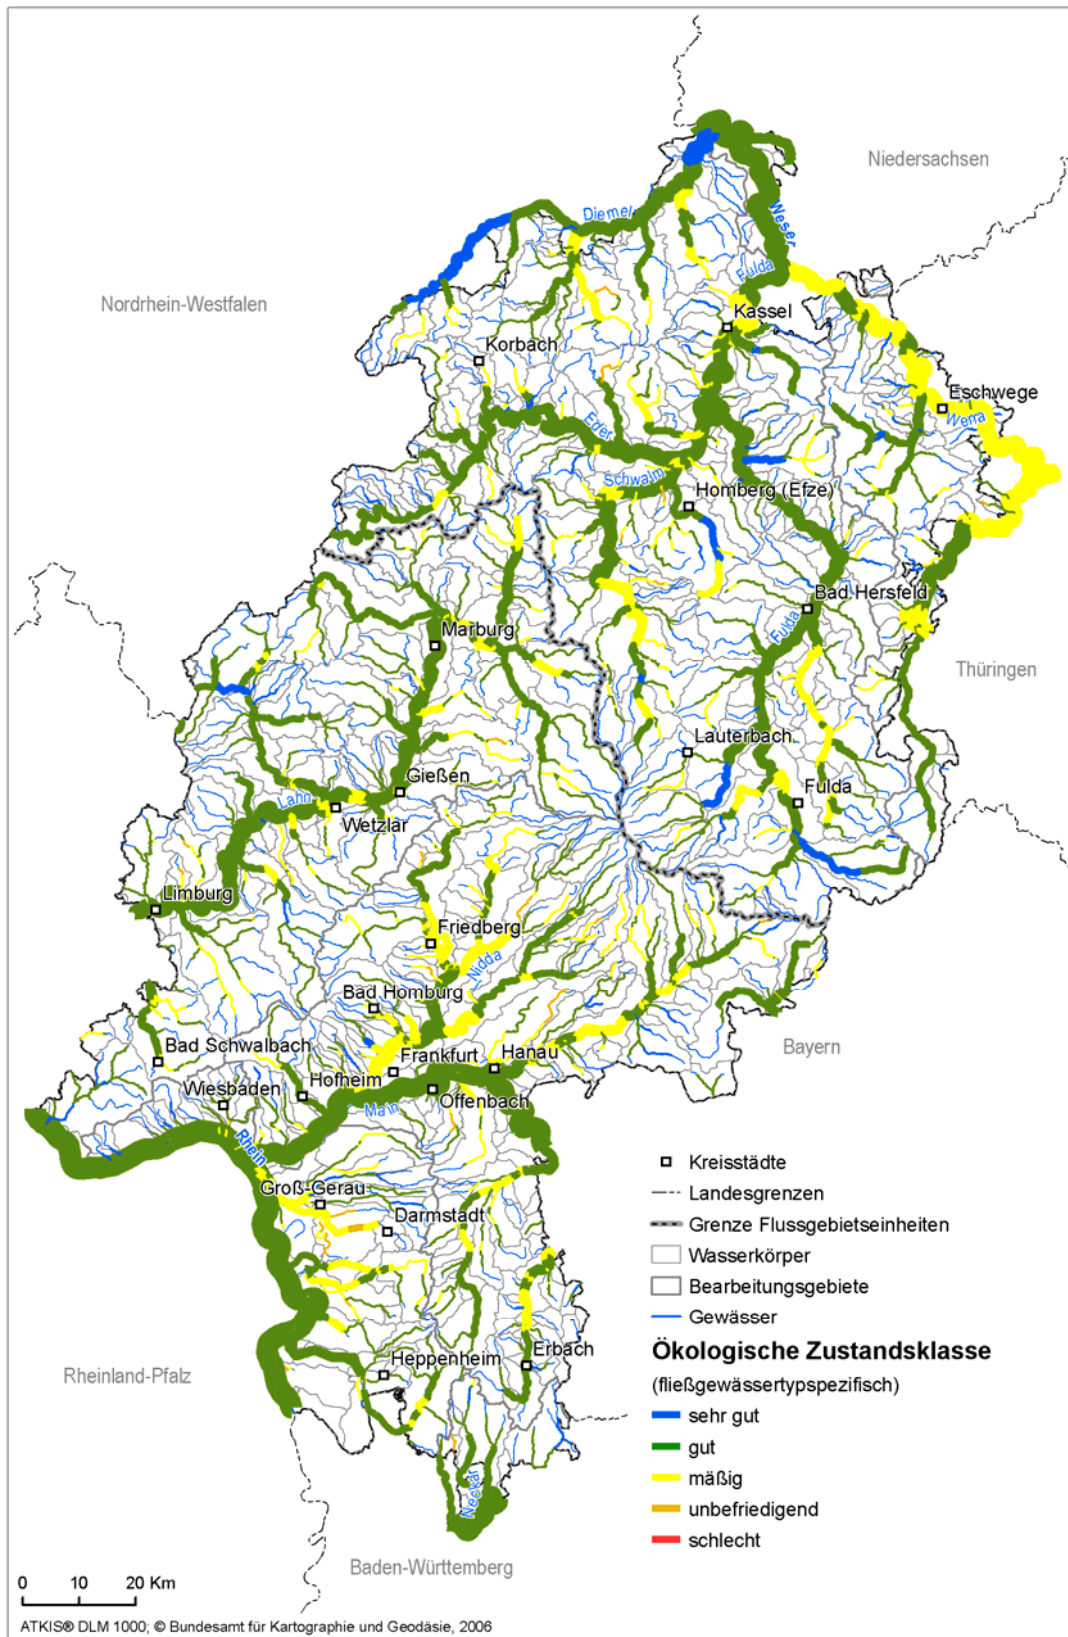 Niedersachsen
Diemel
Weser
Fulda
Nordrhein-Westfalen
Kassel
Korbach
Eschwege
Werra
Eder
Schwalm
Homberg (Efze)
Bad Hersfeld
Fulda
Marburg
Thüringen
Lauterbach
Gießen
Fulda
Lahn
Wetzlar
Limburg
Friedberg
Nidda
Bad Homburg
Bayern
Bad Schwalbach
Frankfurt
Hanau
Hofheim
Wiesbaden
Offenbach
Main
Rhein
Groß-Gerau
Darmstadt
Heppenheim
Erbach
Rheinland-Pfalz
Neckar
Baden-Württemberg
Kreisstädte
Landesgrenzen
Grenze Flussgebietseinheiten
Wasserkörper
Bearbeitungsgebiete
Gewässer
Ökologische Zustandsklasse
(fließgewässertypspezifisch)
sehr gut
gut
mäßig
unbefriedigend
schlecht
0 10 20 Km
ATKIS® DLM 1000; © Bundesamt für Kartographie und Geodäsie, 2006